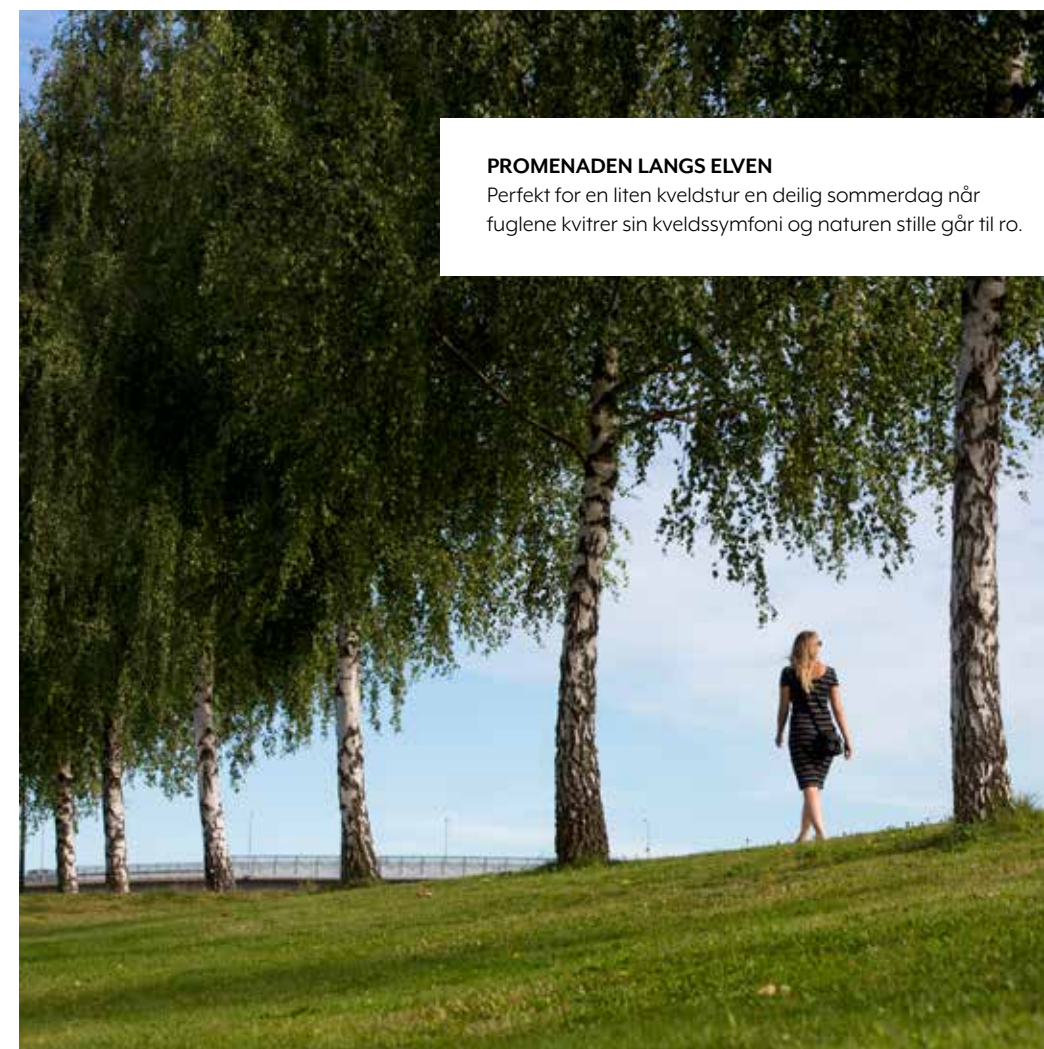 PROMENADEN LANGS ELVEN
Perfekt for en liten kveldstur en deilig sommerdag når
fuglene kvitrer sin kveldssymfoni og naturen stille går til ro.